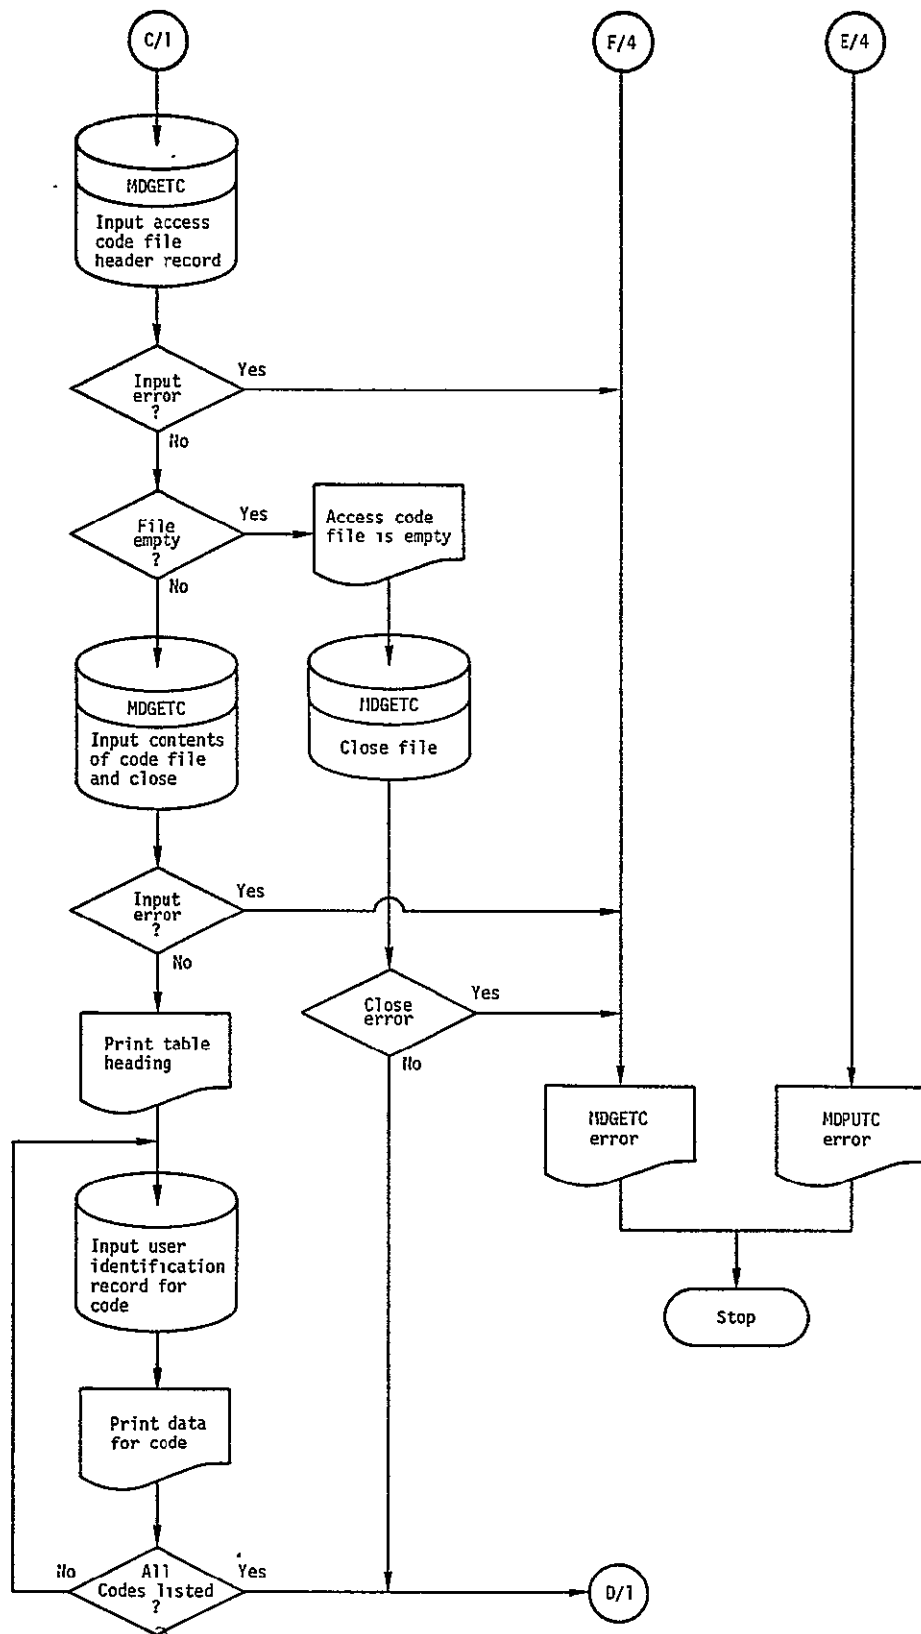 C/1
F/4
E/4
MDGETC
Input access
code file
header record
Input
error
?
Yes
No
File
empty
?
Yes
No
Access code
file is empty
MDGETC
Input contents
of code file
and close
MDGETC
Close file
Input
error
?
Yes
No
Close
error
Yes
No
Print table
heading
MDGETC
error
MDPUTC
error
Input user
identification
record for
code
Stop
Print data
for code
No
All
Codes listed
?
Yes
D/1